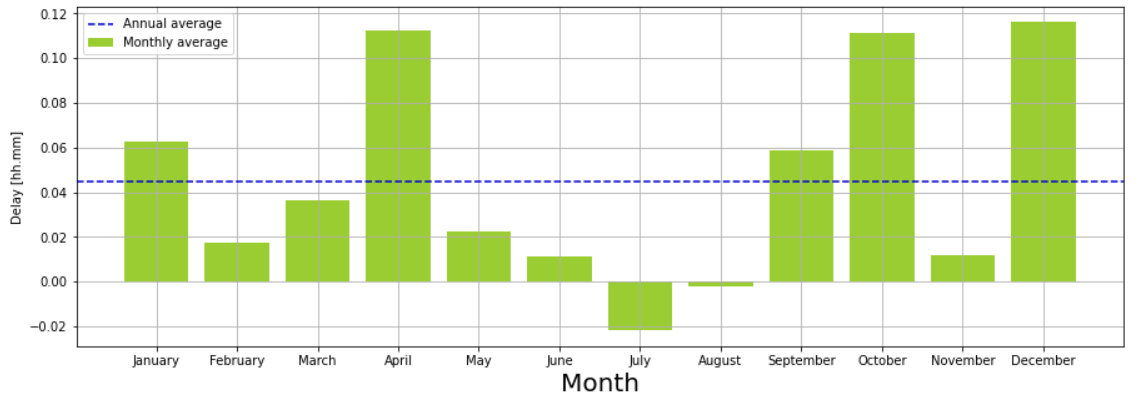 Annual average
Monthly average
Delay [hh.mm]
0.12
0.10
0.08
0.06
0.04
0.02
0.00
−0.02
January February March April May June July August September October November December
Month